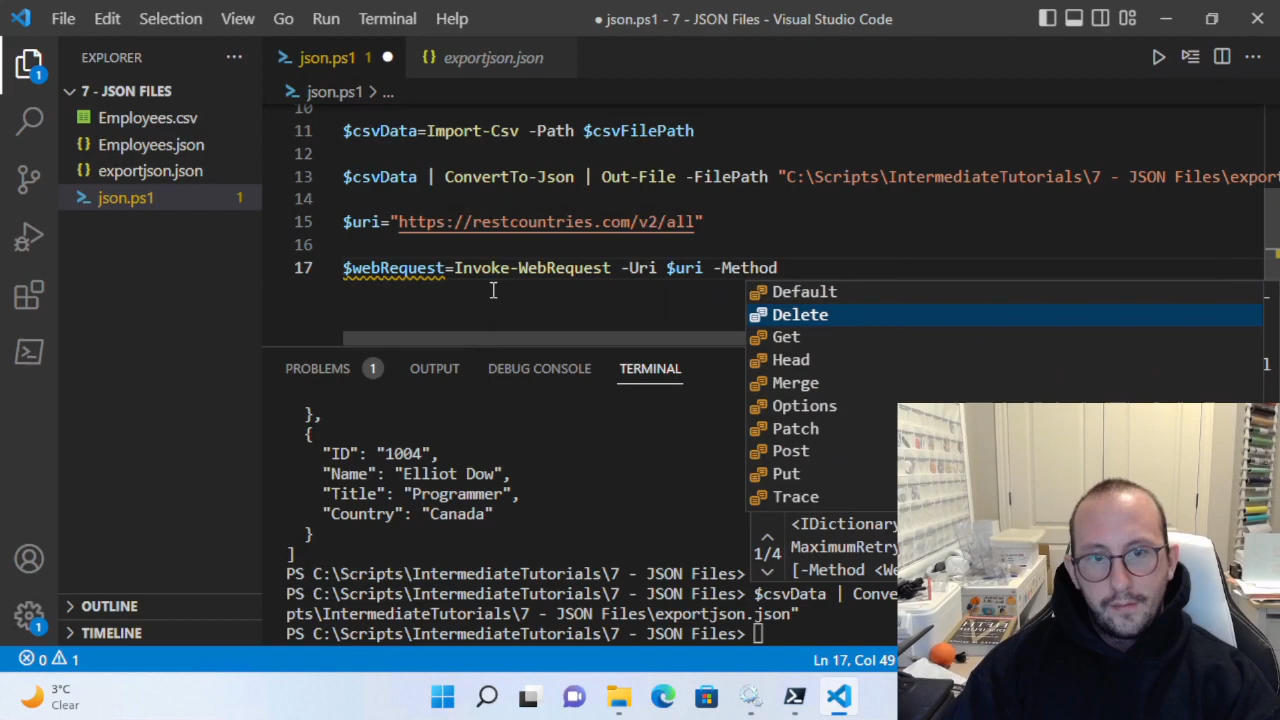 File Edit Selection View Go Run Terminal Help
● json.ps1 - 7 - JSON Files - Visual Studio Code
EXPLORER
json.ps1 1
exportjson.json
7 - JSON FILES
json.ps1 > ...
Employees.csv
Employees.json
exportjson.json
json.ps1 1
10
11 $csvData=Import-Csv -Path $csvFilePath
12
13 $csvData | ConvertTo-Json | Out-File -FilePath "C:\Scripts\IntermediateTutorials\7 - JSON Files\expor
14
15 $uri="https://restcountries.com/v2/all"
16
17 $webRequest=Invoke-WebRequest -Uri $uri -Method
Default
Delete
Get
Head
Merge
Options
Patch
Post
Put
Trace
<IDictionary
1/4 MaximumRetry
[-Method <We
PROBLEMS 1 OUTPUT DEBUG CONSOLE TERMINAL
},
{
"ID": "1004",
"Name": "Elliot Dow",
"Title": "Programmer",
"Country": "Canada"
}
]
PS C:\Scripts\IntermediateTutorials\7 - JSON Files>
PS C:\Scripts\IntermediateTutorials\7 - JSON Files> $csvData | Conve
pts\IntermediateTutorials\7 - JSON Files\exportjson.json"
PS C:\Scripts\IntermediateTutorials\7 - JSON Files>
OUTLINE
TIMELINE
1
1
0 1
Ln 17, Col 49
3°C
Clear